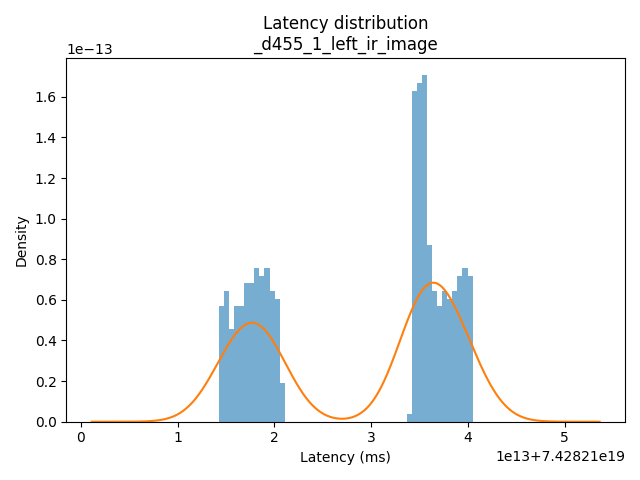 Latency distribution
_d455_1_left_ir_image
1e−13
1.6
1.4
1.2
1.0
0.8
0.6
0.4
0.2
0.0
Density
0 1 2 3 4 5
Latency (ms)
1e13+7.42821e19